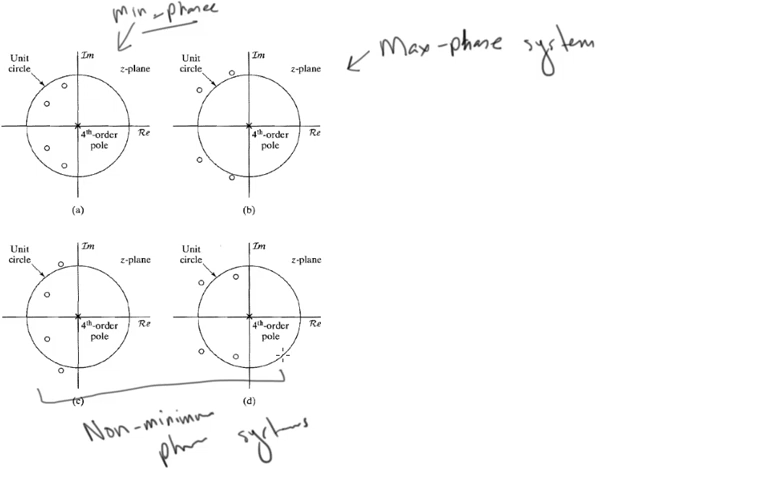 Min-phase
Max-phase system
Unit circle Im z-plane
4th-order pole Re
(a)
Unit circle Im z-plane
4th-order pole Re
(b)
Unit circle Im z-plane
4th-order pole Re
(c)
Unit circle Im z-plane
4th-order pole Re
(d)
Non-minimum
phase systems